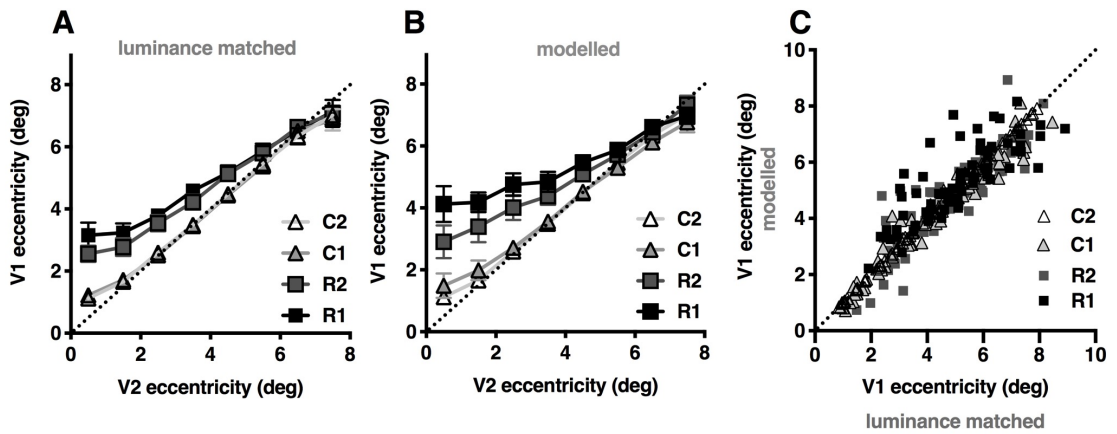 A
luminance matched
V1 eccentricity (deg)
8
6
4
2
0
0
2
4
6
8
V2 eccentricity (deg)
C2
C1
R2
R1
B
modelled
V1 eccentricity (deg)
8
6
4
2
0
0
2
4
6
8
V2 eccentricity (deg)
C2
C1
R2
R1
C
V1 eccentricity (deg)
modelled
10
8
6
4
2
0
0
2
4
6
8
10
V1 eccentricity (deg)
luminance matched
C2
C1
R2
R1